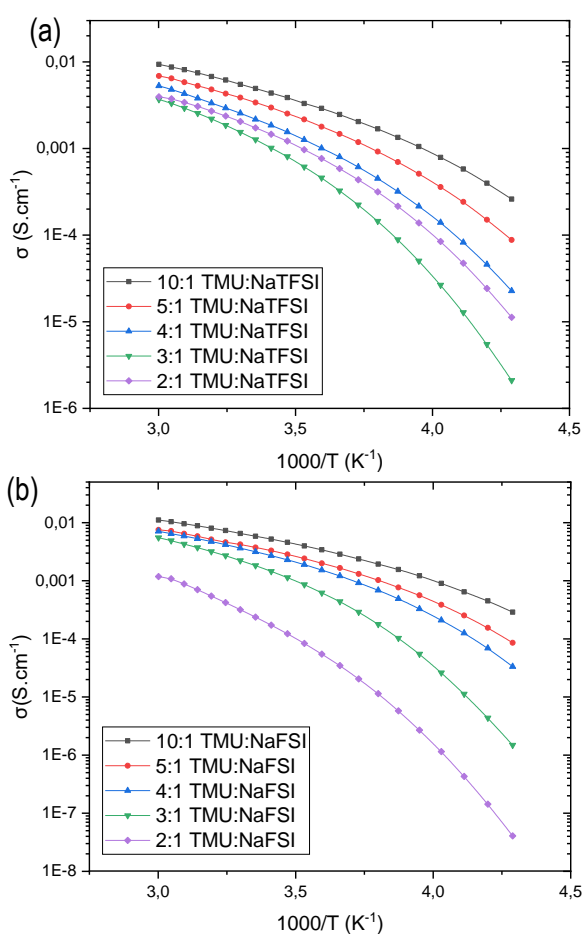 (a)
0,01
0,001
1E-4
1E-5
1E-6
σ (S.cm⁻¹)
10:1 TMU:NaTFSI
5:1 TMU:NaTFSI
4:1 TMU:NaTFSI
3:1 TMU:NaTFSI
2:1 TMU:NaTFSI
3,0 3,5 4,0 4,5
1000/T (K⁻¹)
(b)
0,01
0,001
1E-4
1E-5
1E-6
1E-7
1E-8
σ(S.cm⁻¹)
10:1 TMU:NaFSI
5:1 TMU:NaFSI
4:1 TMU:NaFSI
3:1 TMU:NaFSI
2:1 TMU:NaFSI
3,0 3,5 4,0 4,5
1000/T (K⁻¹)